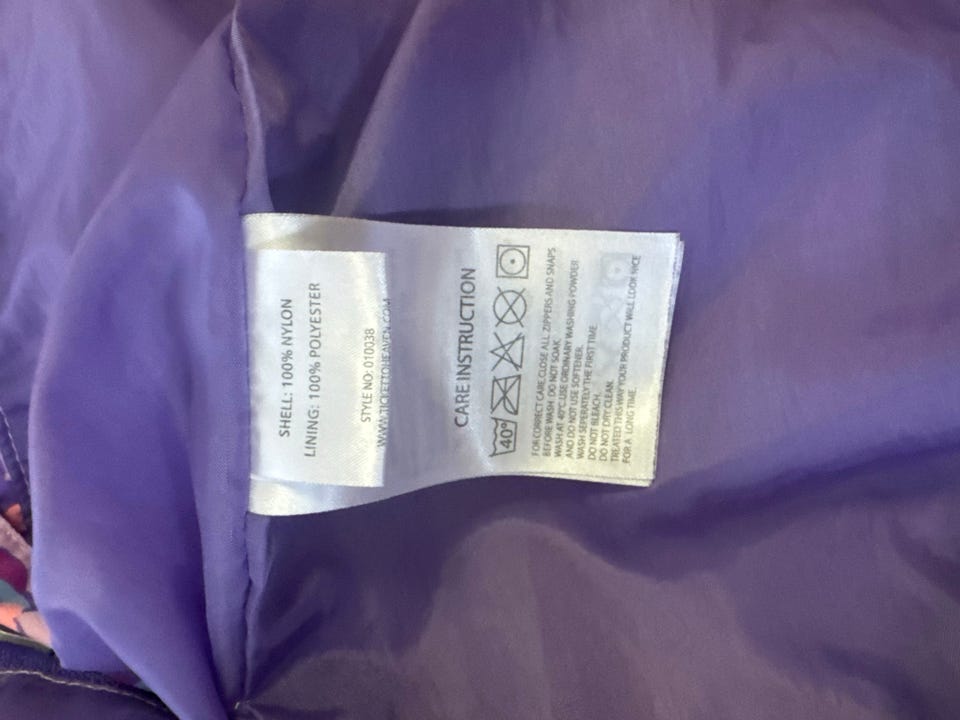 SHELL: 100% NYLON
LINING: 100% POLYESTER
STYLE NO: 010038
WWW.TICKETTOHEAVEN.COM
CARE INSTRUCTION
40°
FOR CORRECT CARE, CLOSE ALL ZIPPERS AND SNAPS
BEFORE WASH. DO NOT SOAK.
WASH AT 40°C USE ORDINARY WASHING POWDER
AND DO NOT USE SOFTENER.
WASH SEPERATELY THE FIRST TIME.
DO NOT BLEACH.
DO NOT DRY CLEAN.
TREATED THIS WAY YOUR PRODUCT WILL LOOK NICE
FOR A LONG TIME.